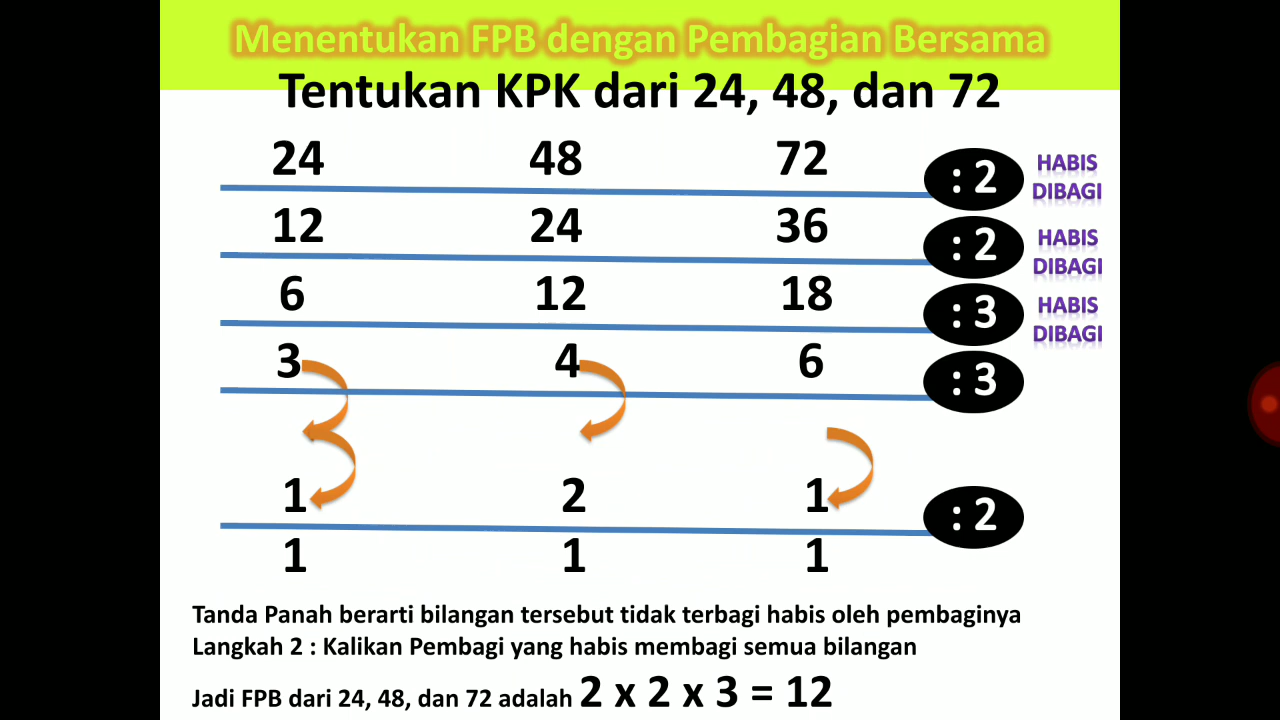 Menentukan FPB dengan Pembagian Bersama
Tentukan KPK dari 24, 48, dan 72
24 48 72 : 2 HABIS DIBAGI
12 24 36 : 2 HABIS DIBAGI
6 12 18 : 3 HABIS DIBAGI
3 4 6 : 3
1 2 1 : 2
1 1 1
Tanda Panah berarti bilangan tersebut tidak terbagi habis oleh pembaginya
Langkah 2 : Kalikan Pembagi yang habis membagi semua bilangan
Jadi FPB dari 24, 48, dan 72 adalah 2 x 2 x 3 = 12